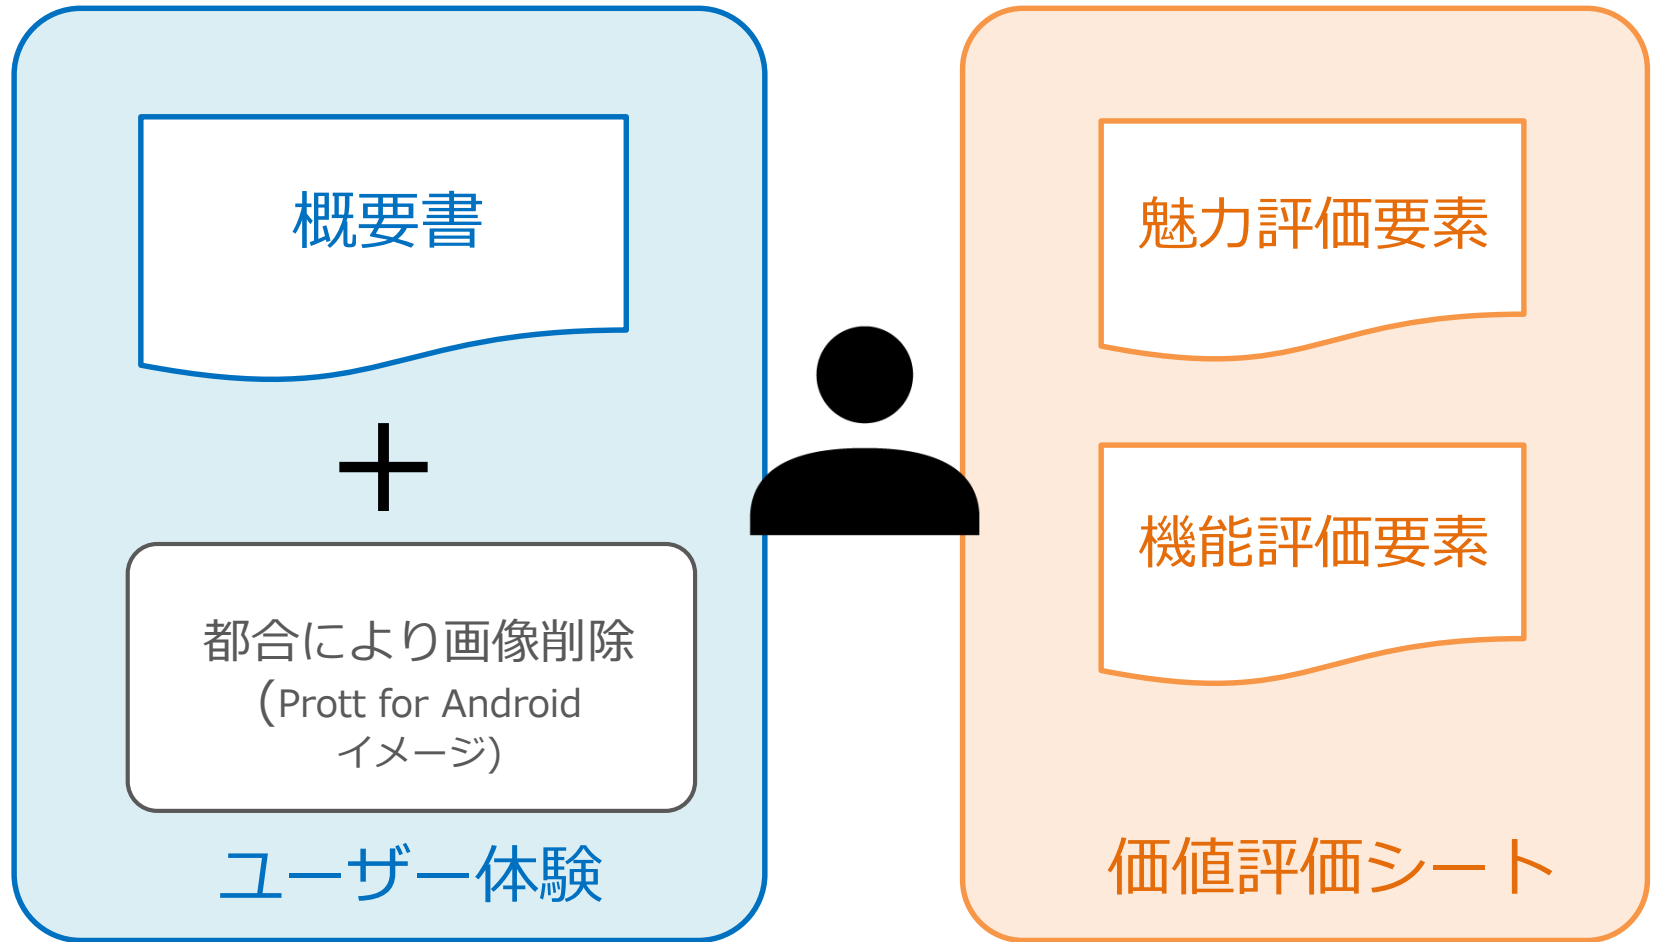 概要書
+
都合により画像削除
(Prott for Android
イメージ)
ユーザー体験
魅力評価要素
機能評価要素
価値評価シート